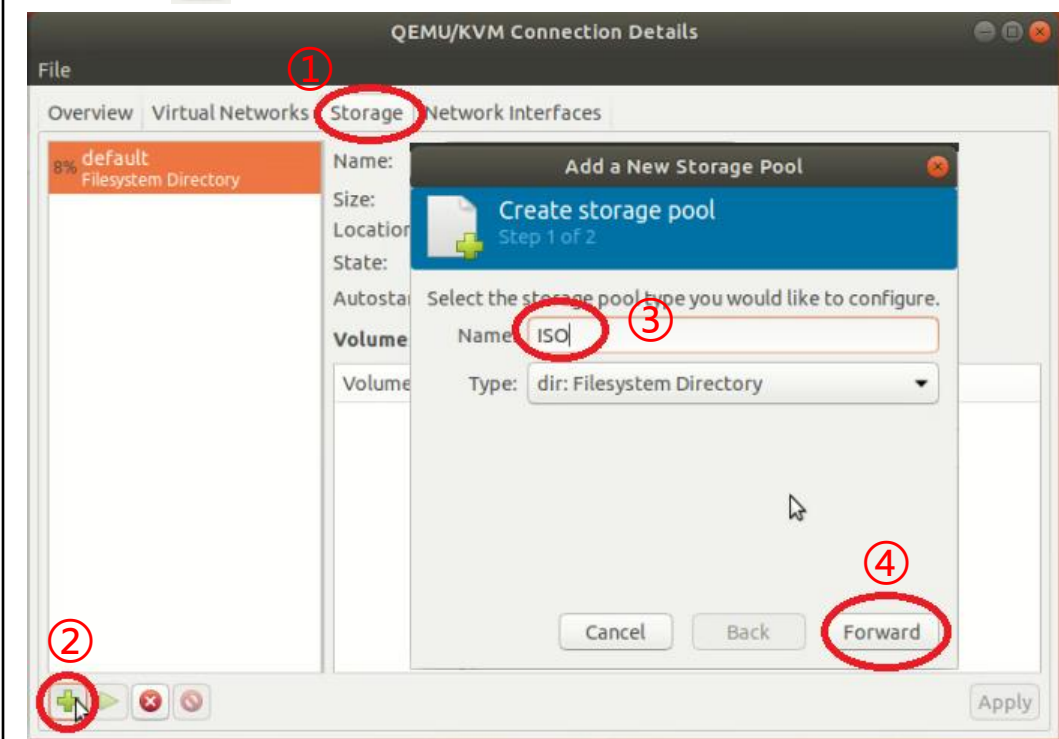 QEMU/KVM Connection Details
File
①
Overview Virtual Networks Storage Network Interfaces
8% default
Filesystem Directory
Name:
Size:
Location
State:
Autostar
Volume
Volume
Add a New Storage Pool
Create storage pool
Step 1 of 2
Select the storage pool type you would like to configure.
Name: ISO
③
Type: dir: Filesystem Directory
④
Cancel Back Forward
②
Apply